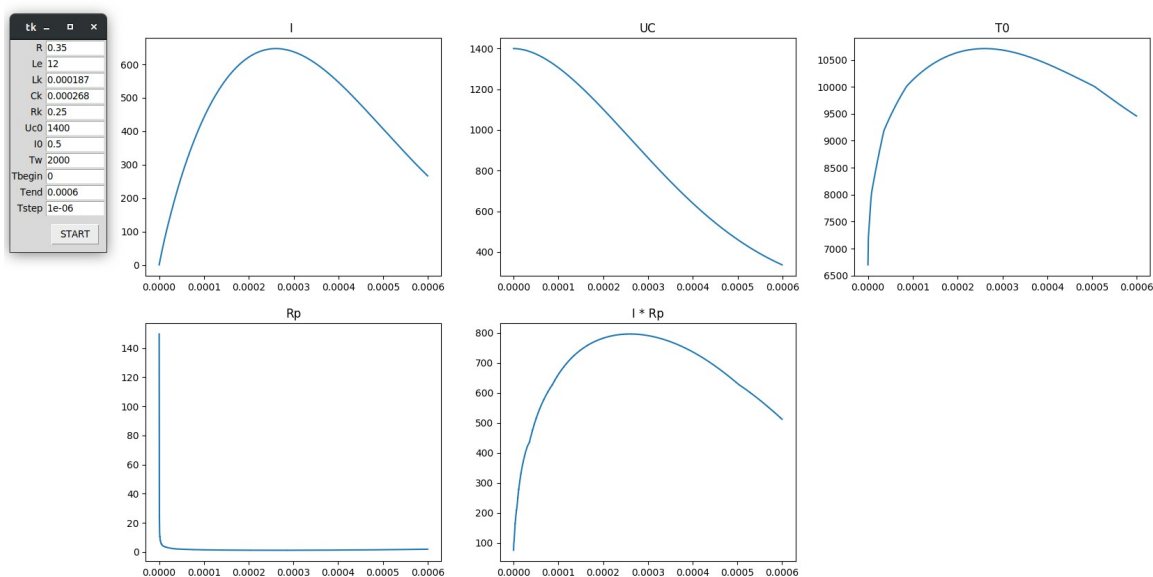 tk
R 0.35
Le 12
Lk 0.000187
Ck 0.000268
Rk 0.25
Uc0 1400
I0 0.5
Tw 2000
Tbegin 0
Tend 0.0006
Tstep 1e-06
START
I
600
500
400
300
200
100
0
0.0000 0.0001 0.0002 0.0003 0.0004 0.0005 0.0006
UC
1400
1200
1000
800
600
400
0.0000 0.0001 0.0002 0.0003 0.0004 0.0005 0.0006
T0
10500
10000
9500
9000
8500
8000
7500
7000
6500
0.0000 0.0001 0.0002 0.0003 0.0004 0.0005 0.0006
Rp
140
120
100
80
60
40
20
0
0.0000 0.0001 0.0002 0.0003 0.0004 0.0005 0.0006
I * Rp
800
700
600
500
400
300
200
100
0.0000 0.0001 0.0002 0.0003 0.0004 0.0005 0.0006